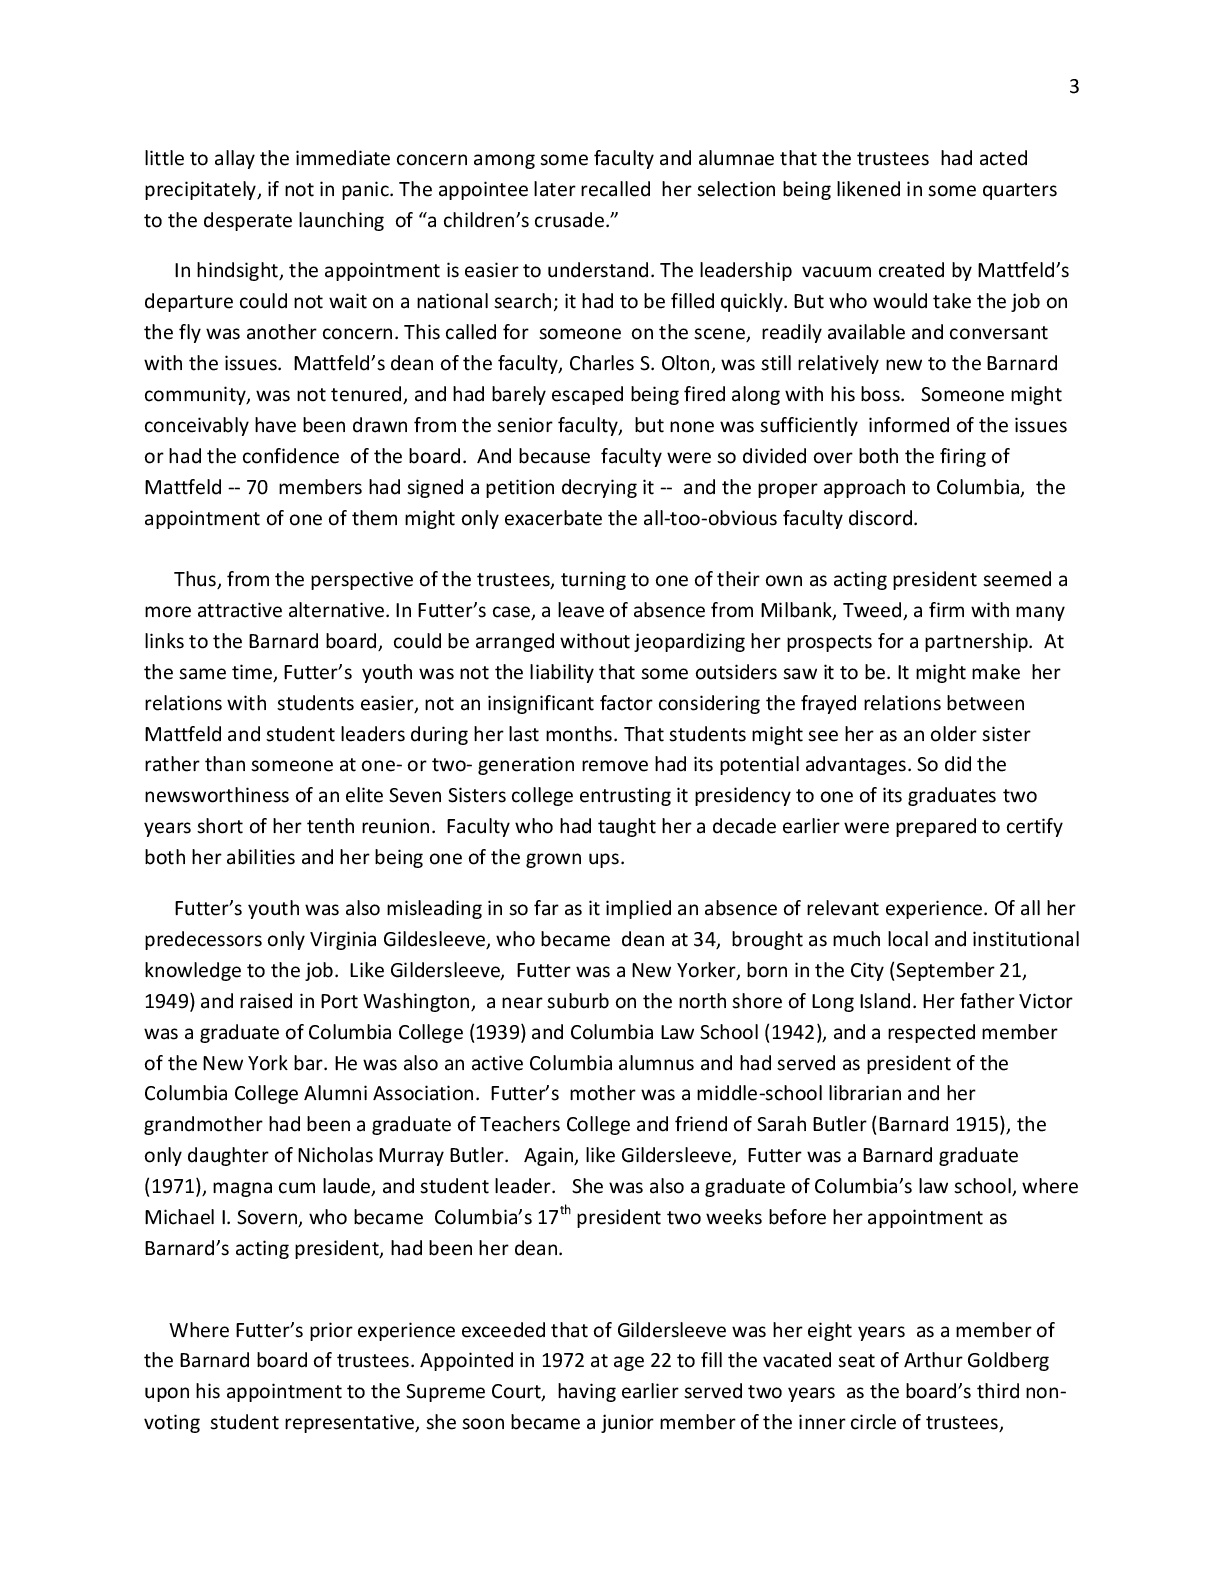 3
little to allay the immediate concern among some faculty and alumnae that the trustees  had acted
precipitately, if not in panic. The appointee later recalled  her selection being likened in some quarters
to the desperate launching  of “a children’s crusade.”
In hindsight, the appointment is easier to understand. The leadership  vacuum created by Mattfeld’s
departure could not wait on a national search; it had to be filled quickly. But who would take the job on
the fly was another concern. This called for  someone  on the scene,  readily available and conversant
with the issues.  Mattfeld’s dean of the faculty, Charles S. Olton, was still relatively new to the Barnard
community, was not tenured, and had barely escaped being fired along with his boss.   Someone might
conceivably have been drawn from the senior faculty,  but none was sufficiently  informed of the issues
or had the confidence  of the board.  And because  faculty were so divided over both the firing of
Mattfeld -- 70  members had signed a petition decrying it --  and the proper approach to Columbia,  the
appointment of one of them might only exacerbate the all-too-obvious faculty discord.
Thus, from the perspective of the trustees, turning to one of their own as acting president seemed a
more attractive alternative. In Futter’s case, a leave of absence from Milbank, Tweed, a firm with many
links to the Barnard board,  could be arranged without jeopardizing her prospects for a partnership.  At
the same time, Futter’s  youth was not the liability that some outsiders saw it to be. It might make  her
relations with  students easier, not an insignificant factor considering the frayed relations between
Mattfeld and student leaders during her last months. That students might see her as an older sister
rather than someone at one- or two- generation remove had its potential advantages. So did the
newsworthiness of an elite Seven Sisters college entrusting it presidency to one of its graduates two
years short of her tenth reunion.  Faculty who had taught her a decade earlier were prepared to certify
both her abilities and her being one of the grown ups.
Futter’s youth was also misleading in so far as it implied an absence of relevant experience. Of all her
predecessors only Virginia Gildesleeve, who became  dean at 34,  brought as much local and institutional
knowledge to the job.  Like Gildersleeve,  Futter was a New Yorker, born in the City (September 21,
1949) and raised in Port Washington,  a near suburb on the north shore of Long Island. Her father Victor
was a graduate of Columbia College (1939) and Columbia Law School (1942), and a respected member
of the New York bar. He was also an active Columbia alumnus and had served as president of the
Columbia College Alumni Association.  Futter’s  mother was a middle-school librarian and her
grandmother had been a graduate of Teachers College and friend of Sarah Butler (Barnard 1915), the
only daughter of Nicholas Murray Butler.   Again, like Gildersleeve,  Futter was a Barnard graduate
(1971), magna cum laude, and student leader.   She was also a graduate of Columbia’s law school, where
Michael I. Sovern, who became  Columbia’s 17th president two weeks before her appointment as
Barnard’s acting president, had been her dean.
Where Futter’s prior experience exceeded that of Gildersleeve was her eight years  as a member of
the Barnard board of trustees. Appointed in 1972 at age 22 to fill the vacated seat of Arthur Goldberg
upon his appointment to the Supreme Court,  having earlier served two years  as the board’s third non-
voting  student representative, she soon became a junior member of the inner circle of trustees,